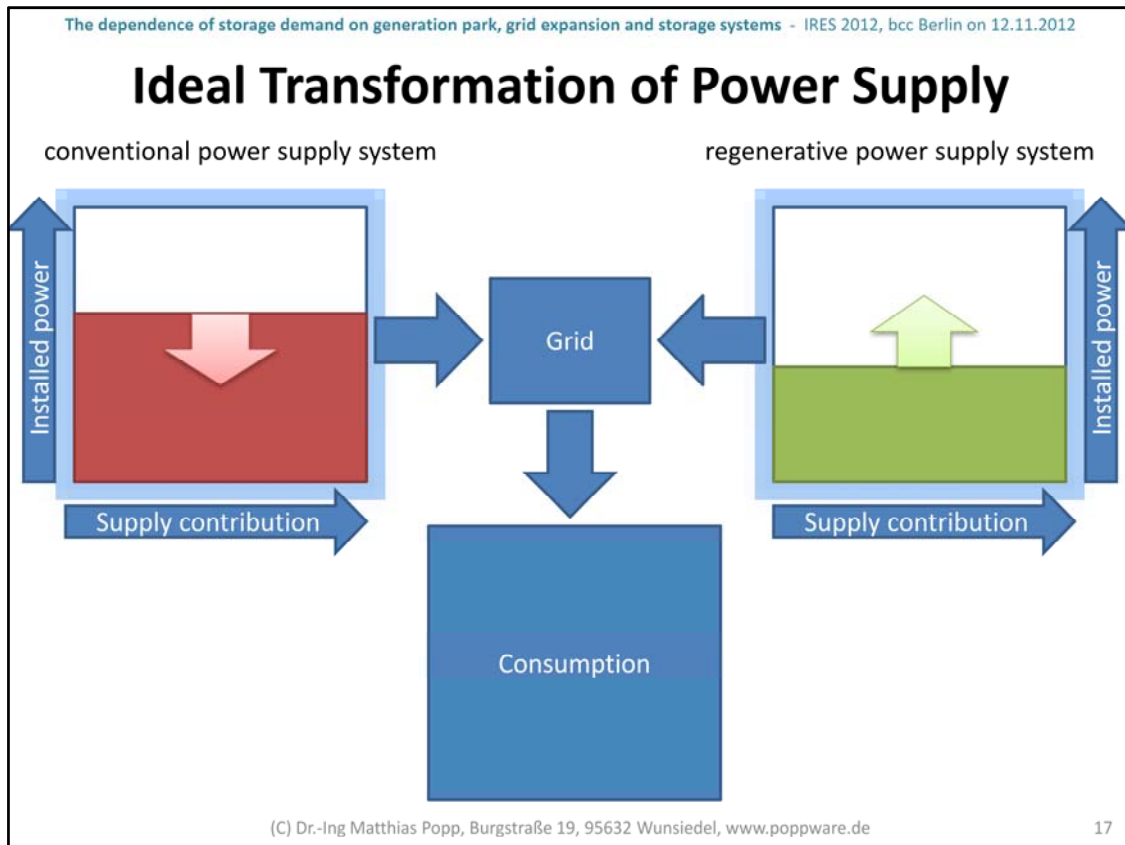 The dependence of storage demand on generation park, grid expansion and storage systems - IRES 2012, bcc Berlin on 12.11.2012
Ideal Transformation of Power Supply
conventional power supply system
regenerative power supply system
Installed power
Grid
Installed power
Supply contribution
Supply contribution
Consumption
(C) Dr.-Ing Matthias Popp, Burgstraße 19, 95632 Wunsiedel, www.poppware.de
17